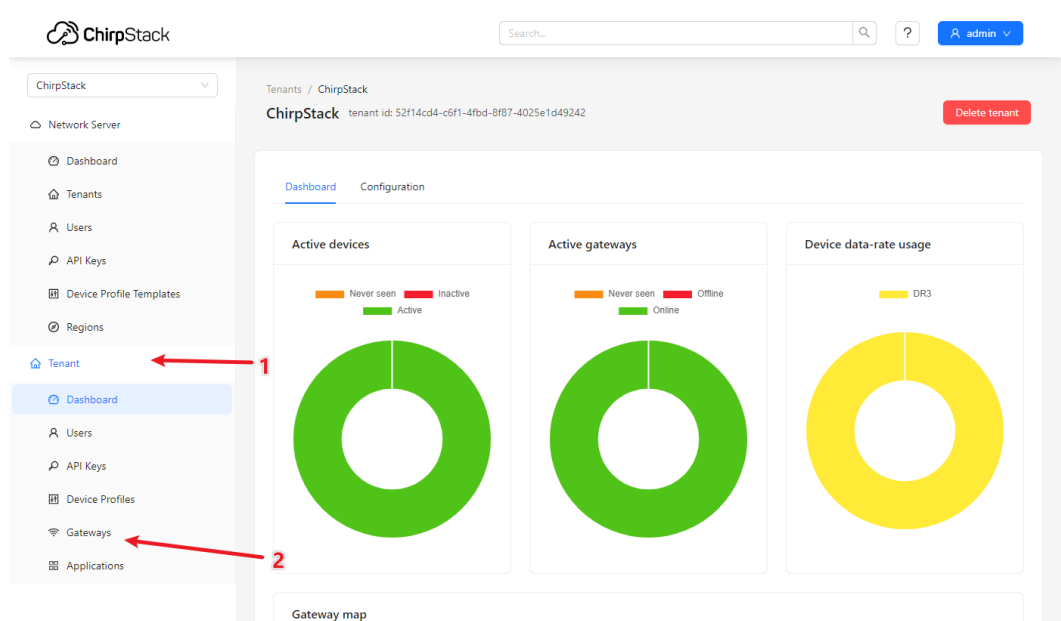 ChirpStack
Search...
?
admin
ChirpStack
Network Server
Dashboard
Tenants
Users
API Keys
Device Profile Templates
Regions
Tenant
1
Dashboard
Users
API Keys
Device Profiles
Gateways
2
Applications
Tenants / ChirpStack
ChirpStack tenant id: 52f14cd4-c6f1-4fbd-8f87-4025e1d49242
Delete tenant
Dashboard Configuration
Active devices
Never seen Inactive
Active
Active gateways
Never seen Offline
Online
Device data-rate usage
DR3
Gateway map